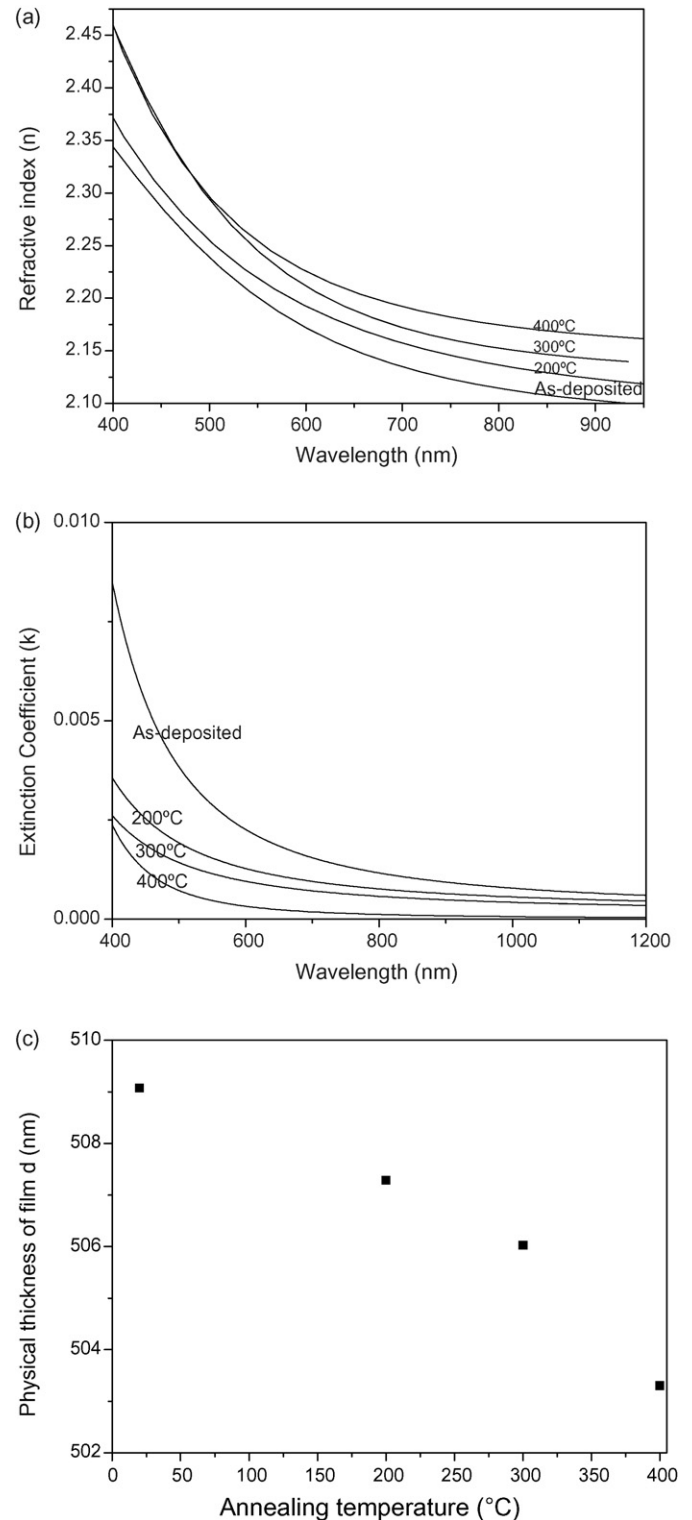 (a)
2.45
2.40
2.35
2.30
2.25
2.20
2.15
2.10
Refractive index (n)
400ºC
300ºC
200ºC
As-deposited
400 500 600 700 800 900
Wavelength (nm)
(b)
0.010
0.005
0.000
Extinction Coefficient (k)
As-deposited
200ºC
300ºC
400ºC
400 600 800 1000 1200
Wavelength (nm)
(c)
510
508
506
504
502
Physical thickness of film d (nm)
0 50 100 150 200 250 300 350 400
Annealing temperature (°C)